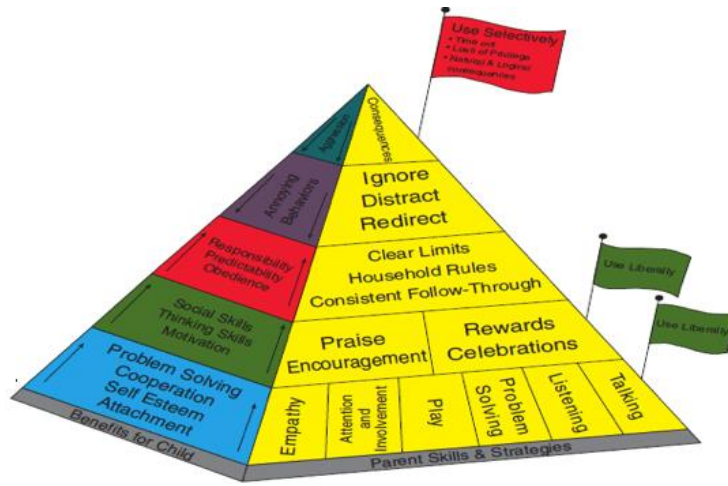 Use Selectively
• Time out
• Loss of Privilege
• Natural & Logical
consequences
Aggression
Consequences
Annoying
Behaviors
Ignore
Distract
Redirect
Responsibility
Predictability
Obedience
Clear Limits
Household Rules
Consistent Follow-Through
Use Liberally
Social Skills
Thinking Skills
Motivation
Praise
Encouragement
Rewards
Celebrations
Use Liberally
Problem Solving
Cooperation
Self Esteem
Attachment
Empathy
Attention
and
Involvement
Play
Problem
Solving
Listening
Talking
Benefits for Child
Parent Skills & Strategies